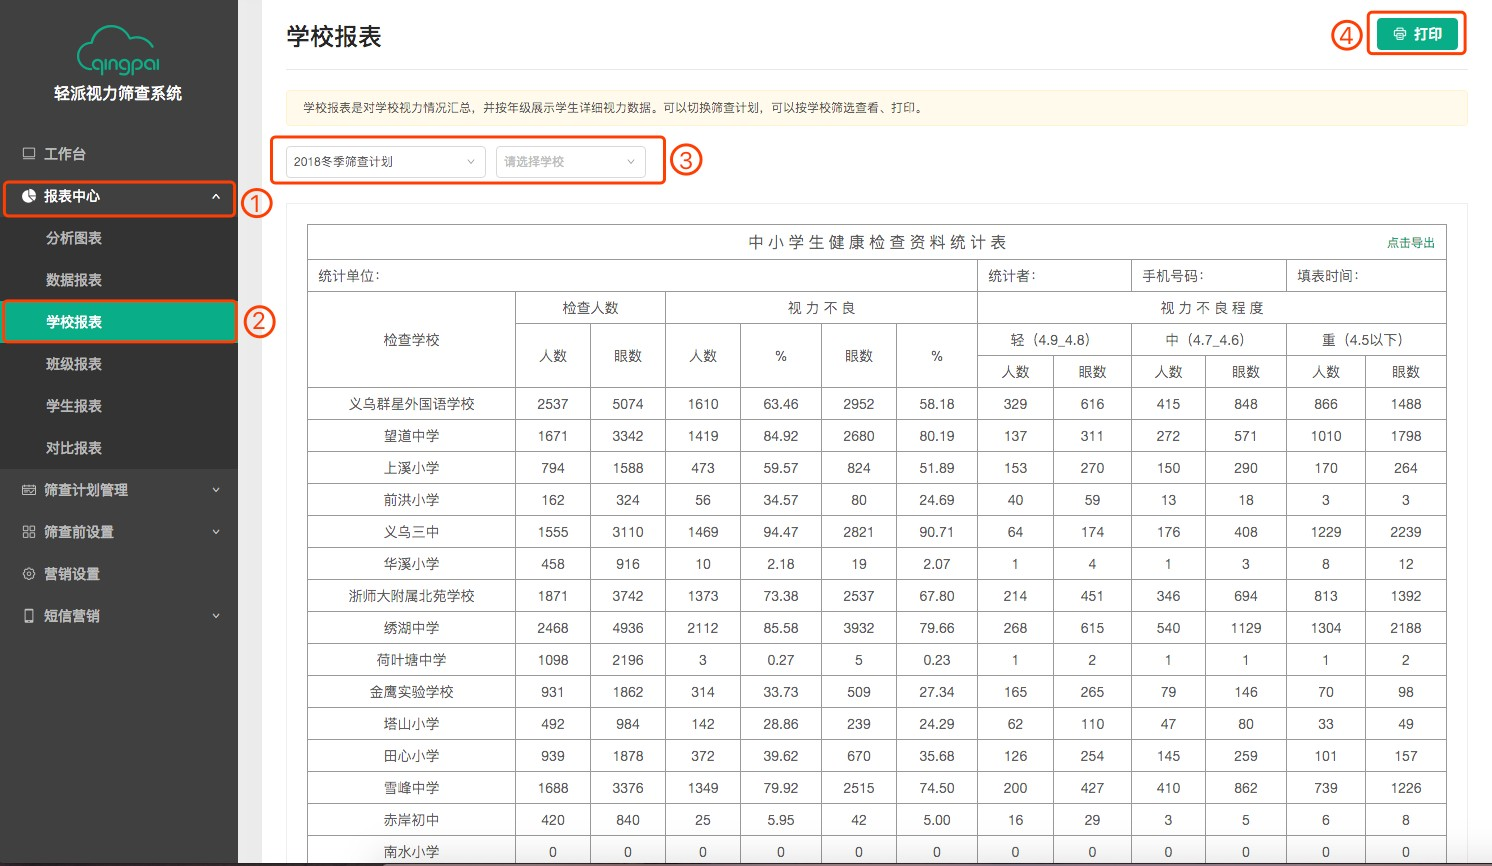 qingpai
轻派视力筛查系统
工作台
报表中心
①
分析图表
数据报表
学校报表
②
班级报表
学生报表
对比报表
筛查计划管理
筛查前设置
营销设置
短信营销
学校报表
④
打印
学校报表是对学校视力情况汇总，并按年级展示学生详细视力数据。可以切换筛查计划，可以按学校筛选查看、打印。
2018冬季筛查计划 请选择学校 ③
中小学生健康检查资料统计表 点击导出
统计单位： 统计者： 手机号码： 填表时间：
检查学校 检查人数 视力不良 视力不良程度
人数 眼数 人数 % 眼数 % 轻（4.9_4.8） 中（4.7_4.6） 重（4.5以下）
人数 眼数 人数 眼数 人数 眼数
义乌群星外国语学校 2537 5074 1610 63.46 2952 58.18 329 616 415 848 866 1488
望道中学 1671 3342 1419 84.92 2680 80.19 137 311 272 571 1010 1798
上溪小学 794 1588 473 59.57 824 51.89 153 270 150 290 170 264
前洪小学 162 324 56 34.57 80 24.69 40 59 13 18 3 3
义乌三中 1555 3110 1469 94.47 2821 90.71 64 174 176 408 1229 2239
华溪小学 458 916 10 2.18 19 2.07 1 4 1 3 8 12
浙师大附属北苑学校 1871 3742 1373 73.38 2537 67.80 214 451 346 694 813 1392
绣湖中学 2468 4936 2112 85.58 3932 79.66 268 615 540 1129 1304 2188
荷叶塘中学 1098 2196 3 0.27 5 0.23 1 2 1 1 1 2
金鹰实验学校 931 1862 314 33.73 509 27.34 165 265 79 146 70 98
塔山小学 492 984 142 28.86 239 24.29 62 110 47 80 33 49
田心小学 939 1878 372 39.62 670 35.68 126 254 145 259 101 157
雪峰中学 1688 3376 1349 79.92 2515 74.50 200 427 410 862 739 1226
赤岸初中 420 840 25 5.95 42 5.00 16 29 3 5 6 8
南水小学 0 0 0 0 0 0 0 0 0 0 0 0